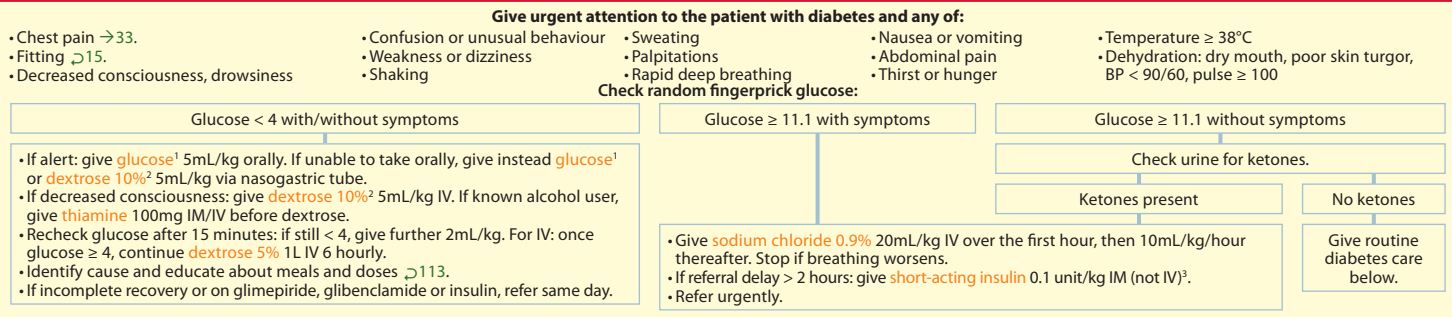 Give urgent attention to the patient with diabetes and any of:
• Chest pain →33.
• Fitting ⮌15.
• Decreased consciousness, drowsiness
• Confusion or unusual behaviour
• Weakness or dizziness
• Shaking
• Sweating
• Palpitations
• Rapid deep breathing
• Nausea or vomiting
• Abdominal pain
• Thirst or hunger
• Temperature ≥ 38°C
• Dehydration: dry mouth, poor skin turgor,
BP < 90/60, pulse ≥ 100
Check random fingerprick glucose:
Glucose < 4 with/without symptoms
• If alert: give glucose¹ 5mL/kg orally. If unable to take orally, give instead glucose¹
or dextrose 10%² 5mL/kg via nasogastric tube.
• If decreased consciousness: give dextrose 10%² 5mL/kg IV. If known alcohol user,
give thiamine 100mg IM/IV before dextrose.
• Recheck glucose after 15 minutes: if still < 4, give further 2mL/kg. For IV: once
glucose ≥ 4, continue dextrose 5% 1L IV 6 hourly.
• Identify cause and educate about meals and doses ⮌113.
• If incomplete recovery or on glimepiride, glibenclamide or insulin, refer same day.
Glucose ≥ 11.1 with symptoms
Glucose ≥ 11.1 without symptoms
Check urine for ketones.
Ketones present
No ketones
• Give sodium chloride 0.9% 20mL/kg IV over the first hour, then 10mL/kg/hour
thereafter. Stop if breathing worsens.
• If referral delay > 2 hours: give short-acting insulin 0.1 unit/kg IM (not IV)³.
• Refer urgently.
Give routine
diabetes care
below.